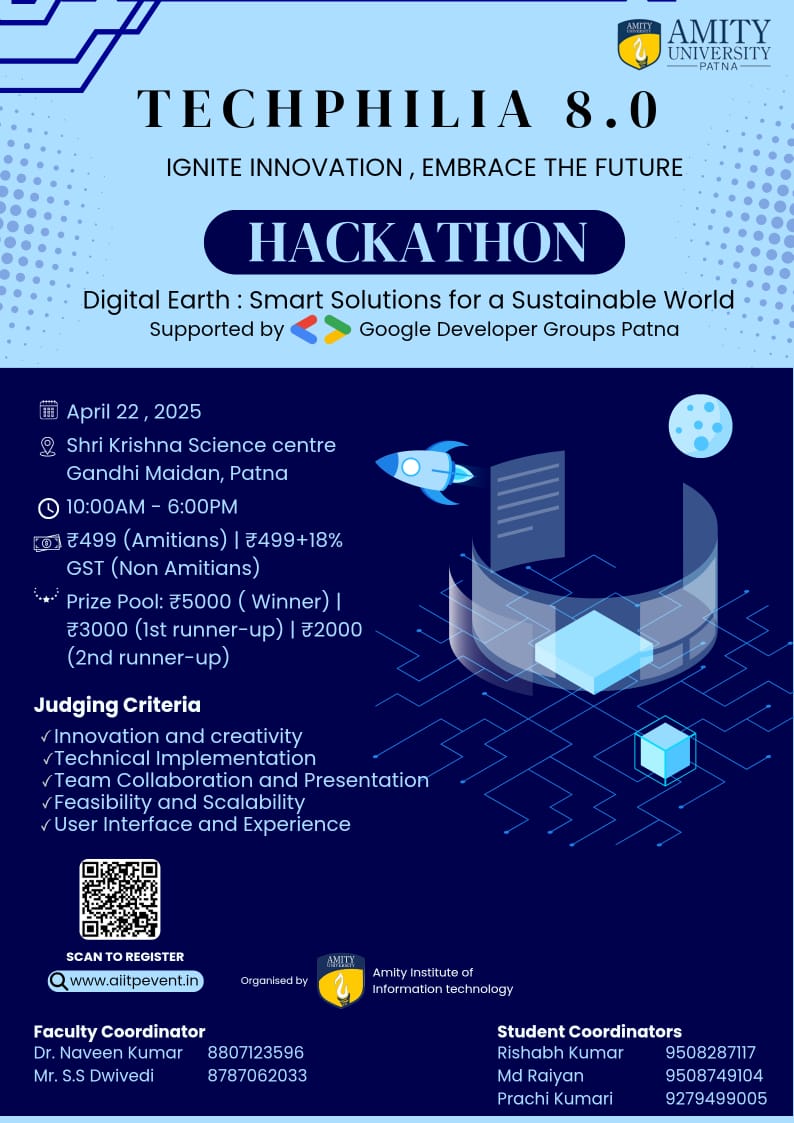 AMITY
UNIVERSITY
AMITY
UNIVERSITY
PATNA
TECHPHILIA 8.0
IGNITE INNOVATION , EMBRACE THE FUTURE
HACKATHON
Digital Earth : Smart Solutions for a Sustainable World
Supported by Google Developer Groups Patna
April 22 , 2025
Shri Krishna Science centre
Gandhi Maidan, Patna
10:00AM - 6:00PM
₹499 (Amitians) | ₹499+18%
GST (Non Amitians)
Prize Pool: ₹5000 ( Winner) |
₹3000 (1st runner-up) | ₹2000
(2nd runner-up)
Judging Criteria
✓Innovation and creativity
✓Technical Implementation
✓Team Collaboration and Presentation
✓Feasibility and Scalability
✓User Interface and Experience
SCAN TO REGISTER
www.aiitpevent.in
Organised by
AMITY
UNIVERSITY
Amity Institute of
Information technology
Faculty Coordinator
Dr. Naveen Kumar 8807123596
Mr. S.S Dwivedi 8787062033
Student Coordinators
Rishabh Kumar 9508287117
Md Raiyan 9508749104
Prachi Kumari 9279499005